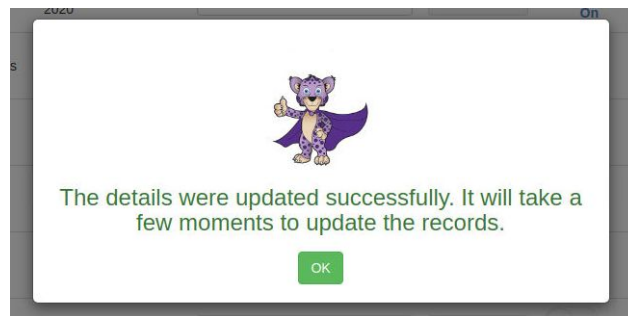 2020
On
s
The details were updated successfully. It will take a
few moments to update the records.
OK